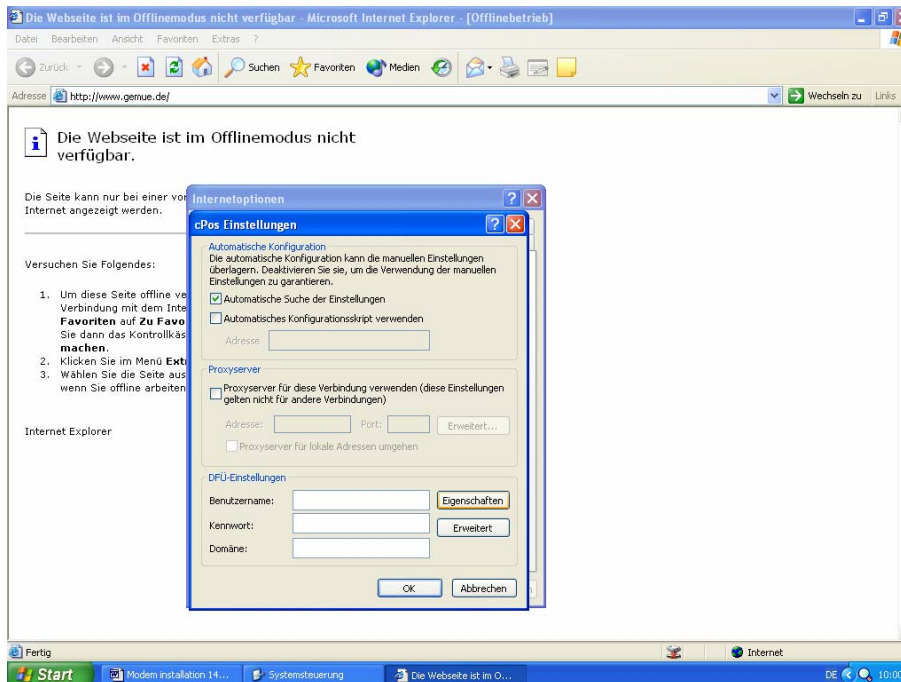 Die Webseite ist im Offlinemodus nicht verfügbar - Microsoft Internet Explorer - [Offlinebetrieb]
Datei Bearbeiten Ansicht Favoriten Extras ?
Zurück Suchen Favoriten Medien
Adresse http://www.gemue.de/ Wechseln zu Links
Die Webseite ist im Offlinemodus nicht
verfügbar.
Die Seite kann nur bei einer vor
Internet angezeigt werden.
Versuchen Sie Folgendes:
1. Um diese Seite offline ve
Verbindung mit dem Inte
Favoriten auf Zu Favo
Sie dann das Kontrollkäs
machen.
2. Klicken Sie im Menü Extr
3. Wählen Sie die Seite aus
wenn Sie offline arbeiten
Internet Explorer
Internetoptionen
cPos Einstellungen
Automatische Konfiguration
Die automatische Konfiguration kann die manuellen Einstellungen
überlagern. Deaktivieren Sie sie, um die Verwendung der manuellen
Einstellungen zu garantieren.
Automatische Suche der Einstellungen
Automatisches Konfigurationsskript verwenden
Adresse
Proxyserver
Proxyserver für diese Verbindung verwenden (diese Einstellungen
gelten nicht für andere Verbindungen)
Adresse: Port: Erweitert...
Proxyserver für lokale Adressen umgehen
DFÜ-Einstellungen
Benutzername: Eigenschaften
Kennwort: Erweitert
Domäne:
OK Abbrechen
Fertig Internet
Start Modem installation 14... Systemsteuerung Die Webseite ist im O... DE 10:00